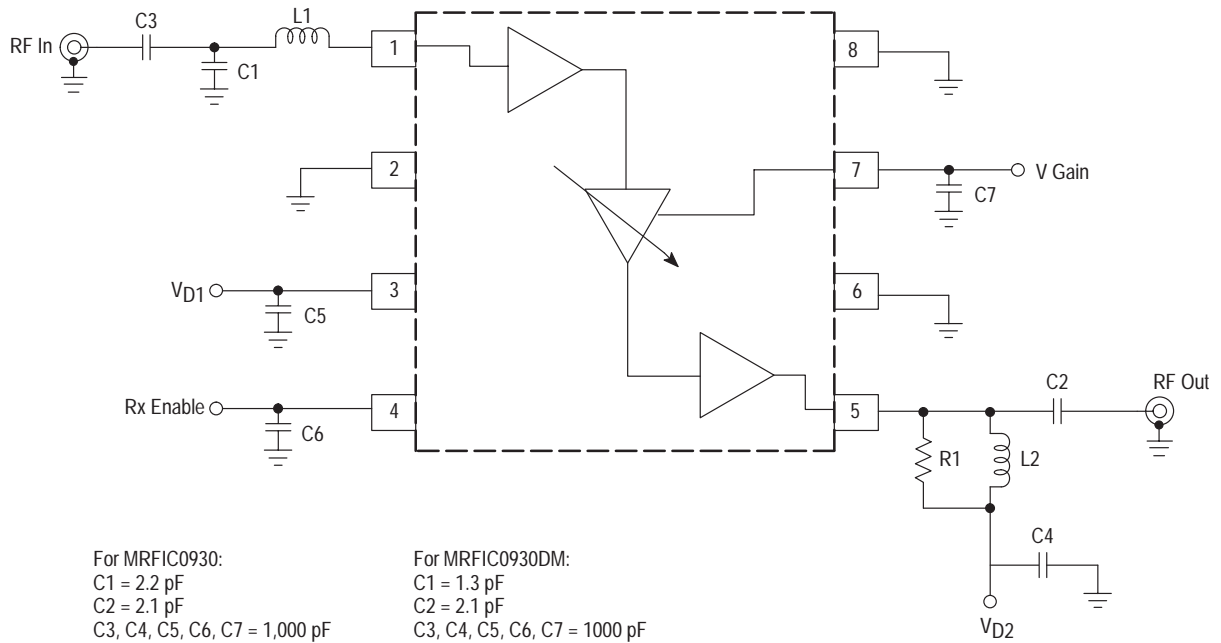 C3
L1
RF In
C1
1
8
2
7
V Gain
C7
V_D1
3
C5
6
Rx Enable
4
C6
5
C2
RF Out
R1
L2
C4
V_D2
For MRFIC0930:
C1 = 2.2 pF
C2 = 2.1 pF
C3, C4, C5, C6, C7 = 1,000 pF
For MRFIC0930DM:
C1 = 1.3 pF
C2 = 2.1 pF
C3, C4, C5, C6, C7 = 1000 pF